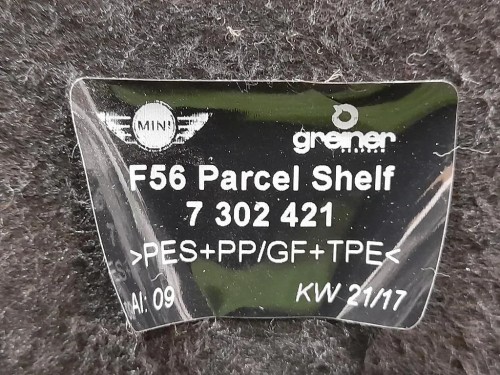 MINI
greiner
F56 Parcel Shelf
7 302 421
>PES+PP/GF+TPE<
AI: 09
KW 21/17